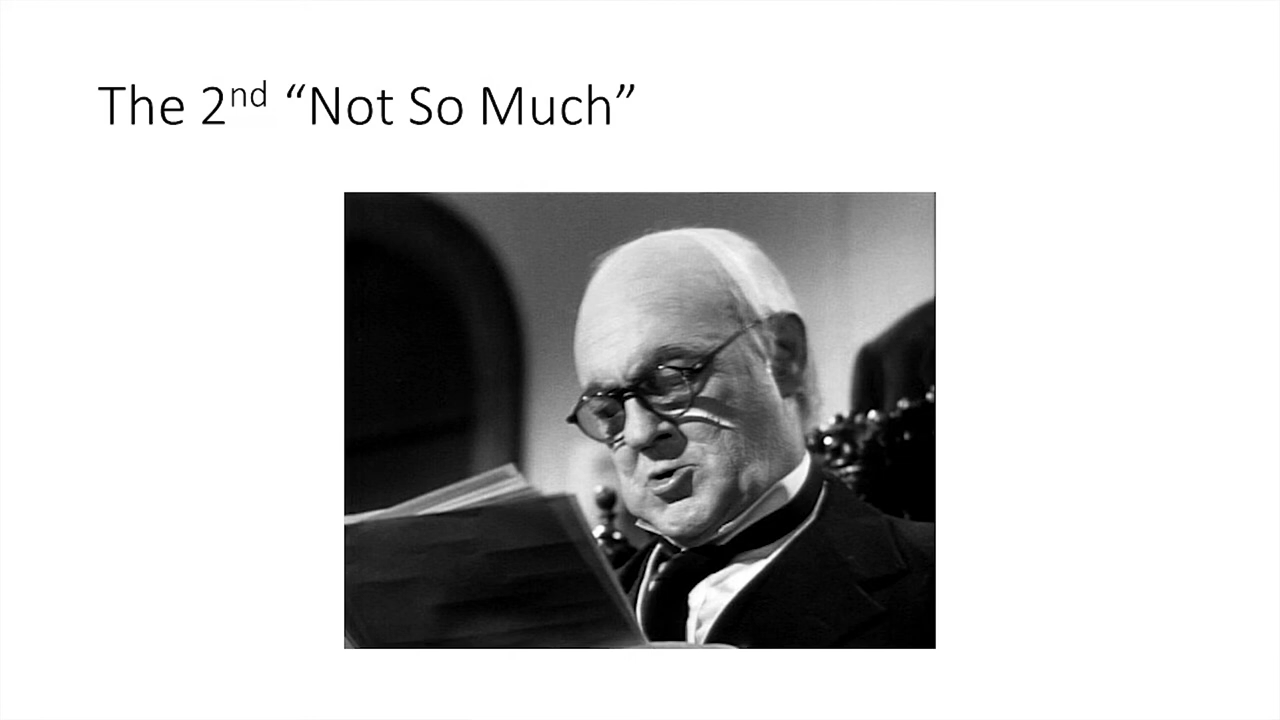 The 2nd “Not So Much”